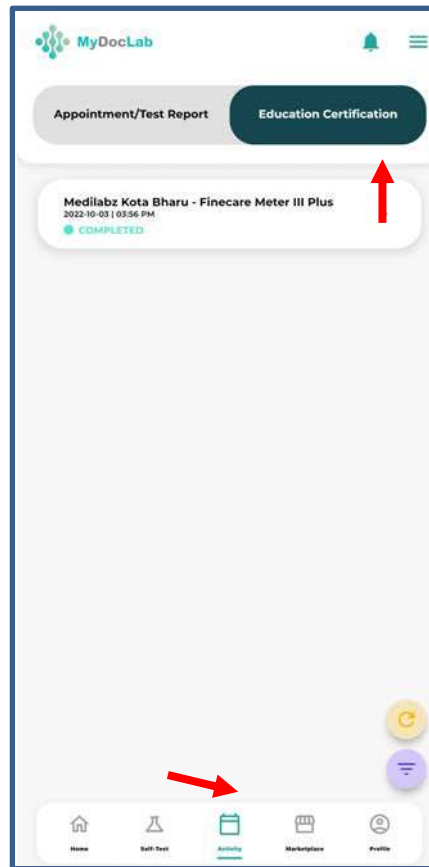 MyDocLab
Appointment/Test Report
Education Certification
Medilabz Kota Bharu - Finecare Meter III Plus
2022-10-03 | 03:56 PM
COMPLETED
Home
Self-Test
Activity
Marketplace
Profile